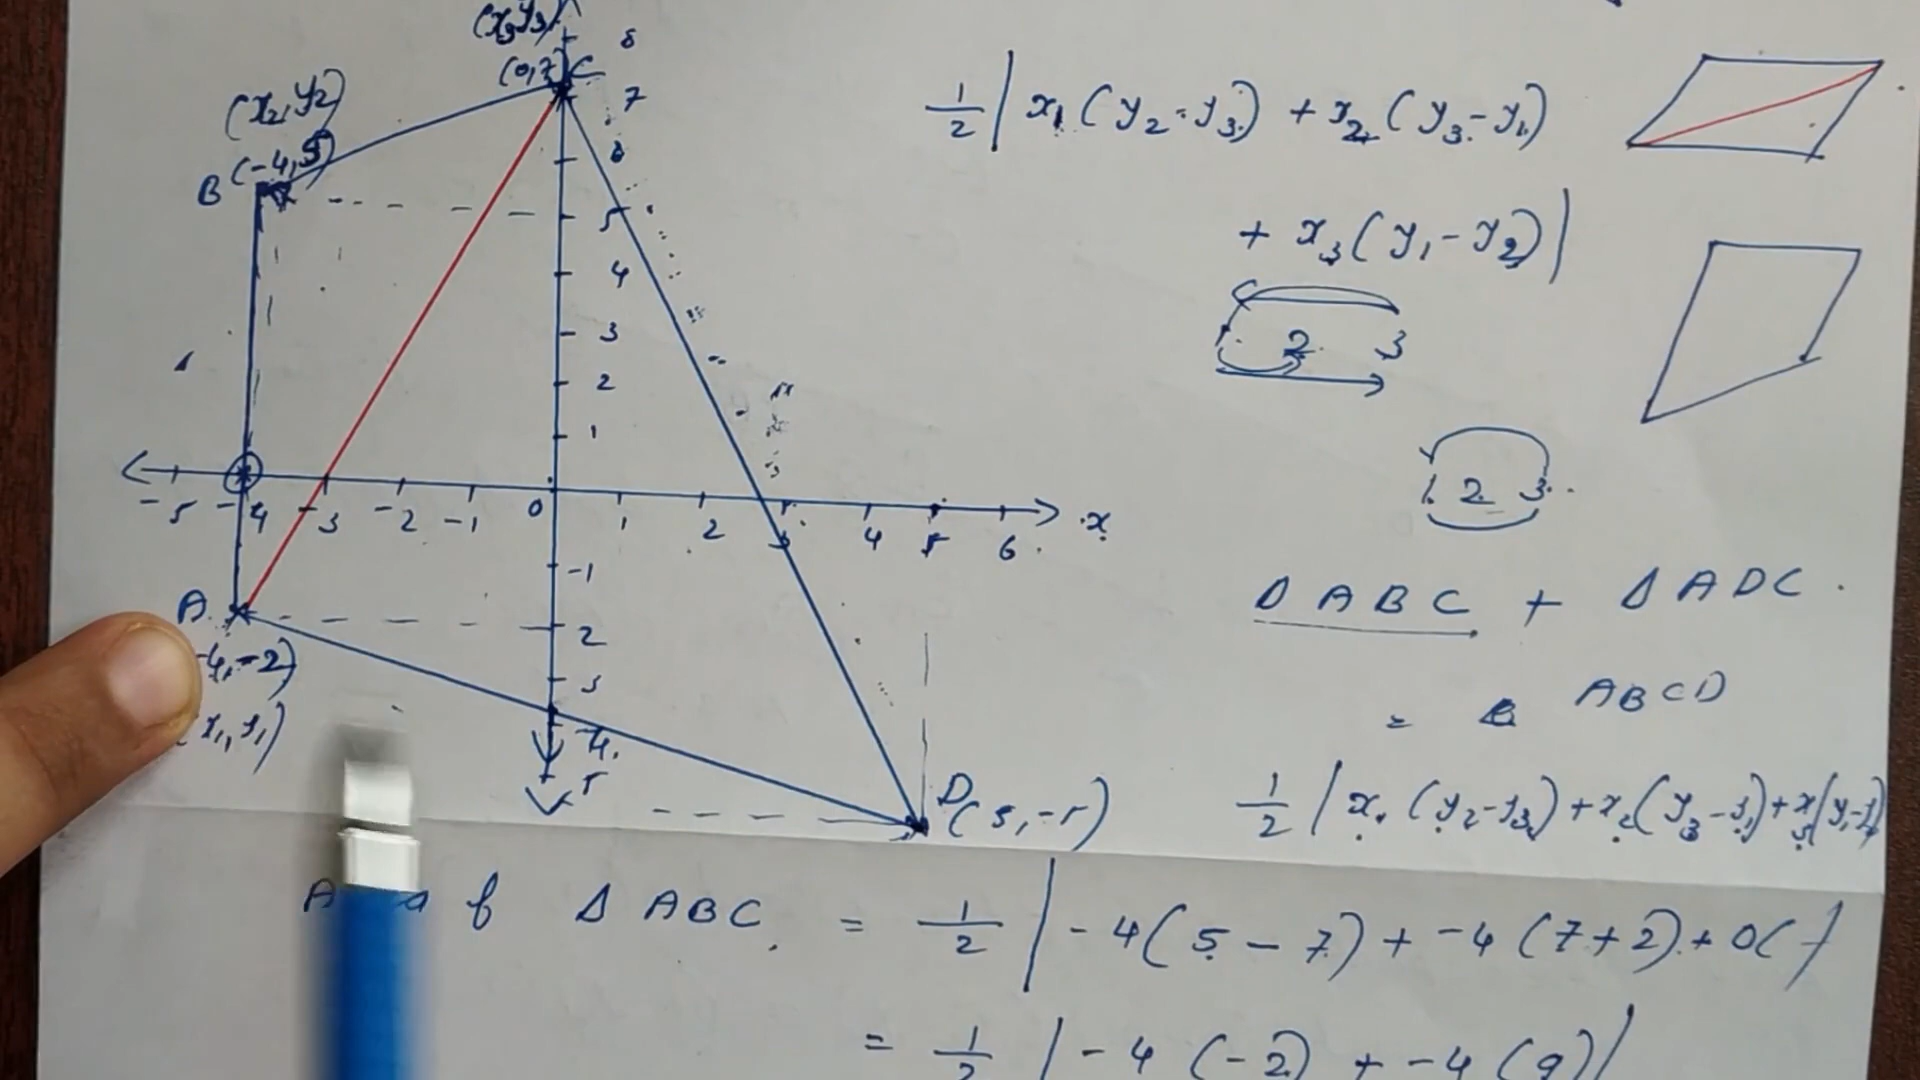 (x3 y3)
8
(0,7) C
7
(x2, y2)
(-4, 5)
B
6
5
4
3
2
1
-5 -4 -3 -2 -1 0 1 2 3 4 5 6 x
-1
A
2
-4, -2)
3
x1, y1)
-4
5
D
(5, -5)
1/2 | x1 (y2 - y3) + x2 (y3 - y1)
+ x3 (y1 - y2) |
1 2 3
1 2 3
Δ ABC + Δ ADC
= ABCD
1/2 | x1 (y2 - y3) + x2 (y3 - y1) + x3 (y1 - y2)
Δ ABC = 1/2 | -4 (5 - 7) + -4 (7 + 2) + 0( )
= 1/2 | -4 (-2) + -4 (9) |